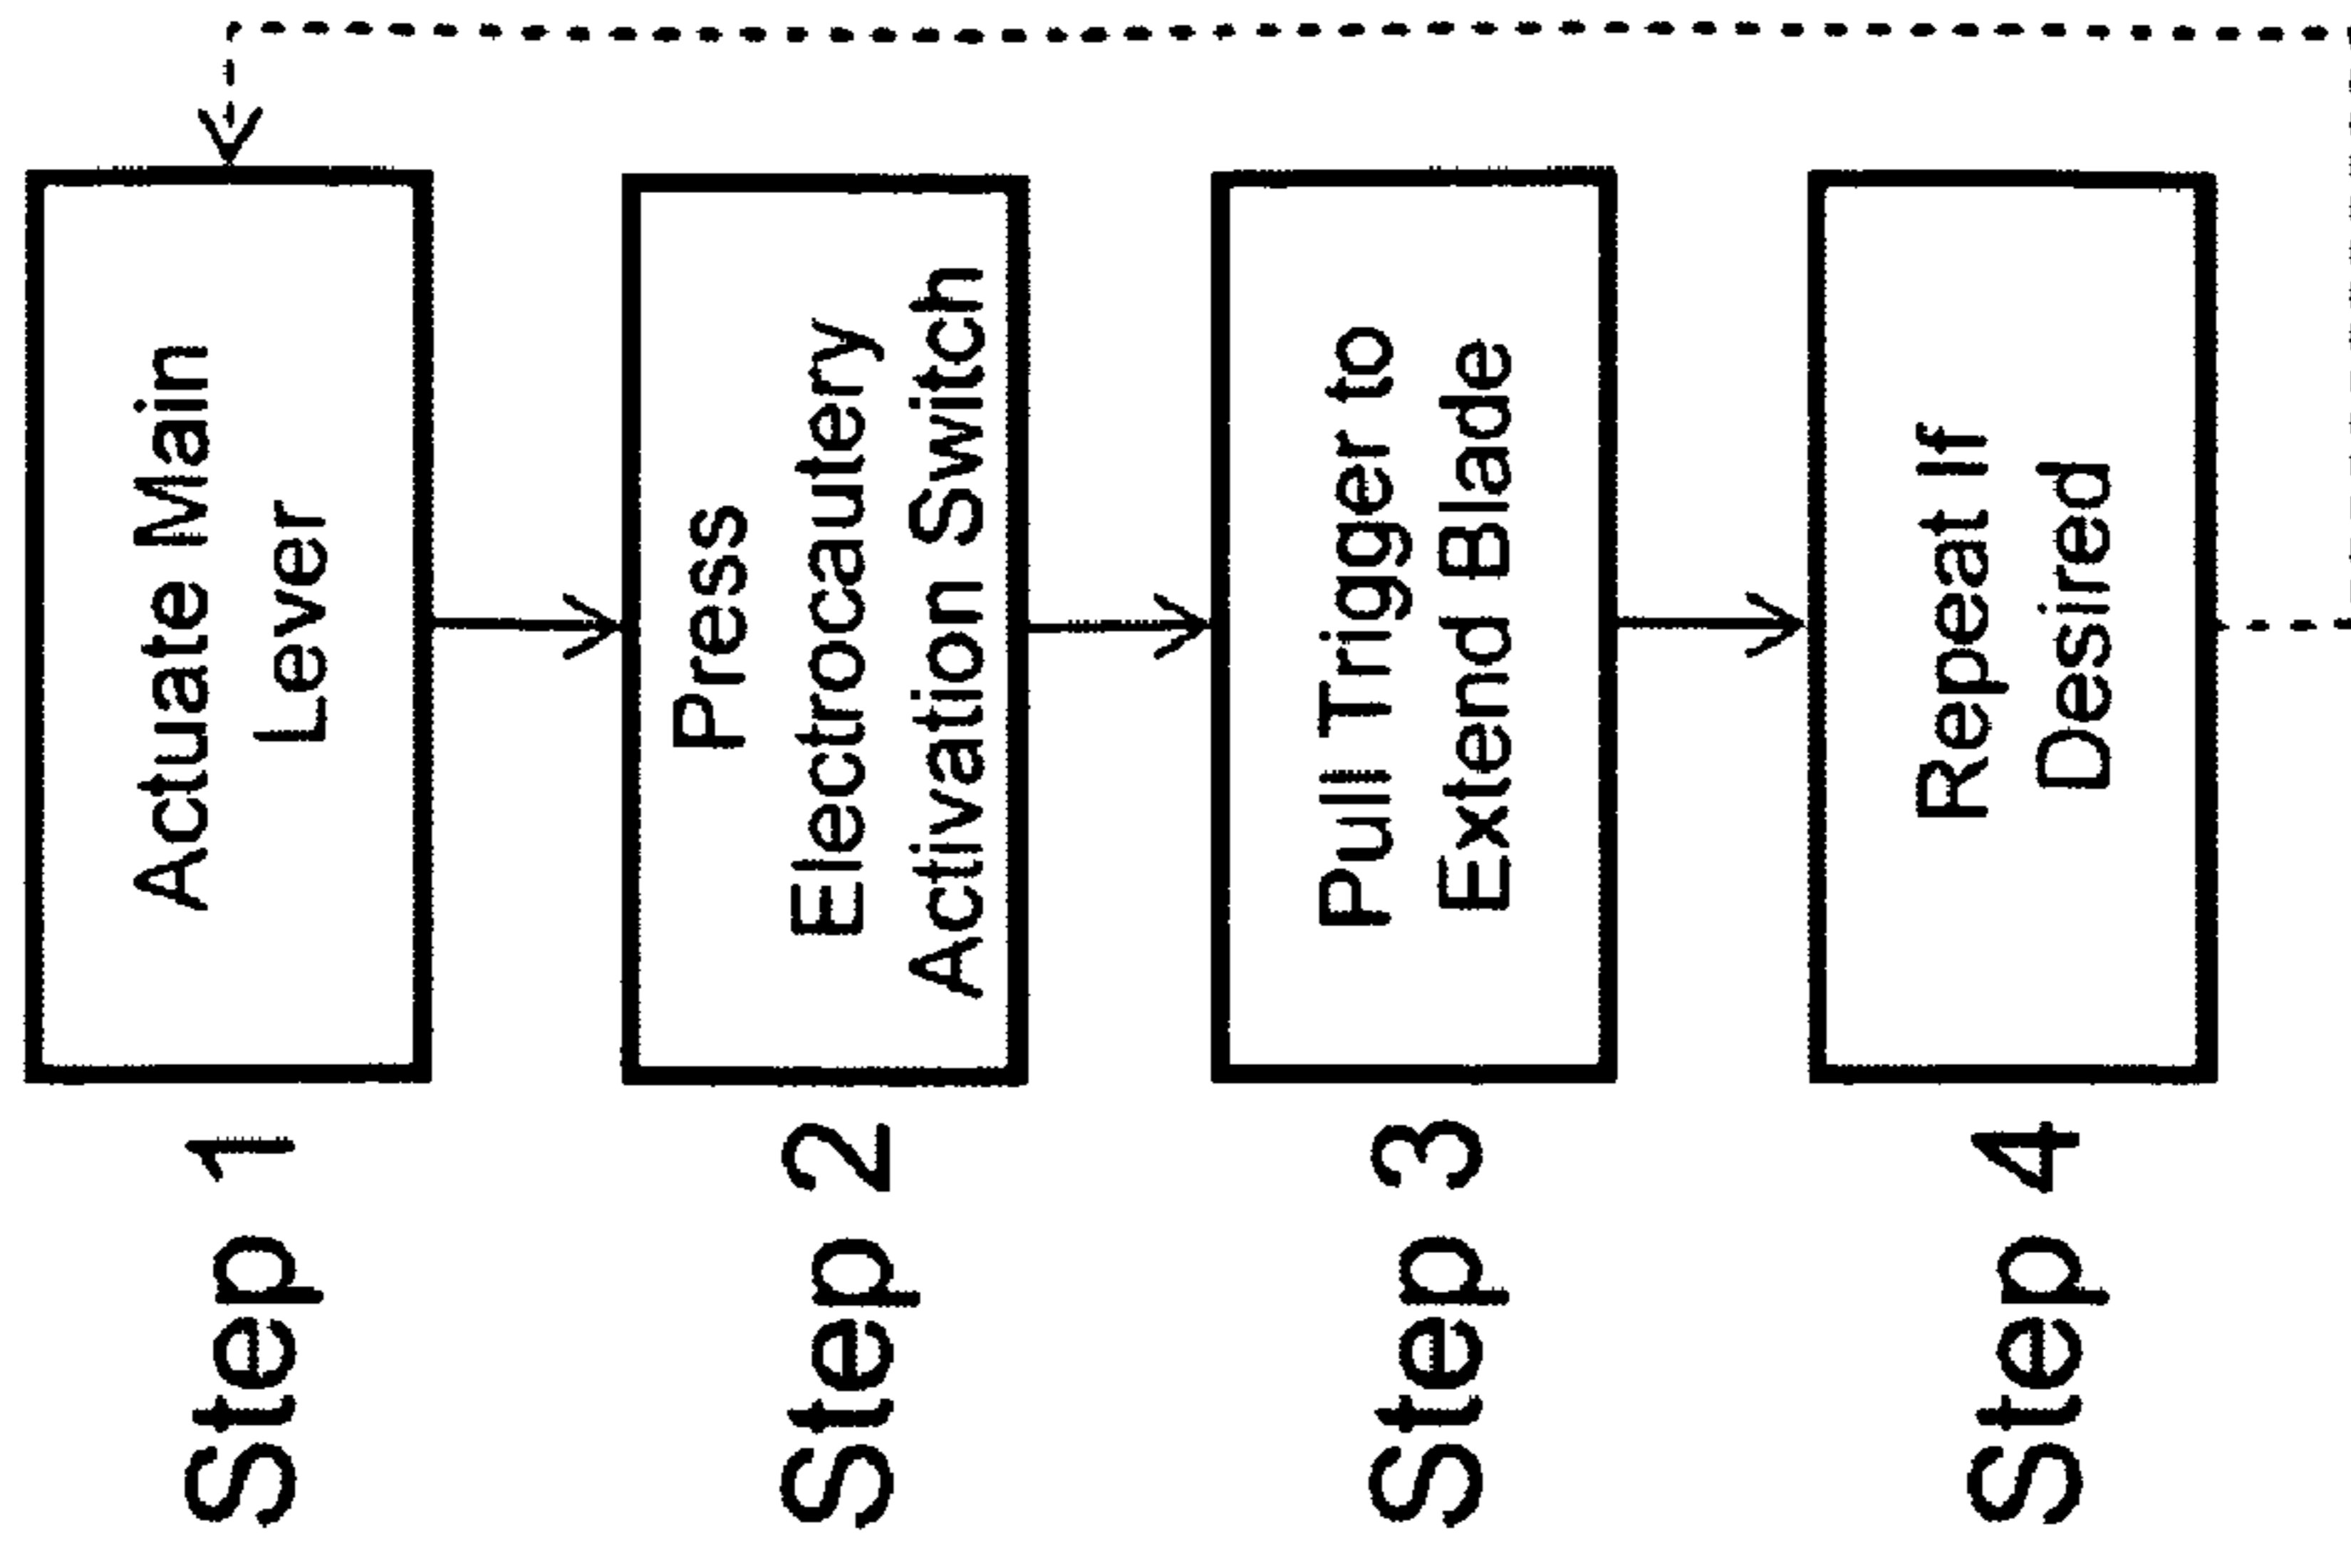 Step 1
Actuate Main
Lever
Step 2
Press
Electrocautery
Activation Switch
Step 3
Pull Trigger to
Extend Blade
Step 4
Repeat If
Desired